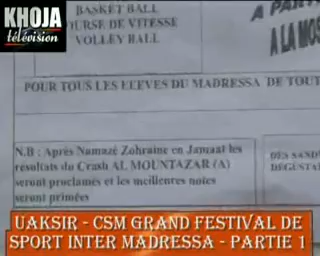 KHOJA
télévision
BASKET BALL
OURSE DE VITESSE
VOLLEY BALL
A PARTI
A LA MOS
POUR TOUS LES ELEVES DU MADRESSA DE TOUT
N.B : Après Namazé Zohraine en Jamaat les
résultats du Crash AL MOUNTAZAR (A)
seront proclamés et les meilleures notes
seront primées
DES SAND
DÉGUSTA
UAKSIR - CSM GRAND FESTIVAL DE
SPORT INTER MADRESSA - PARTIE 1